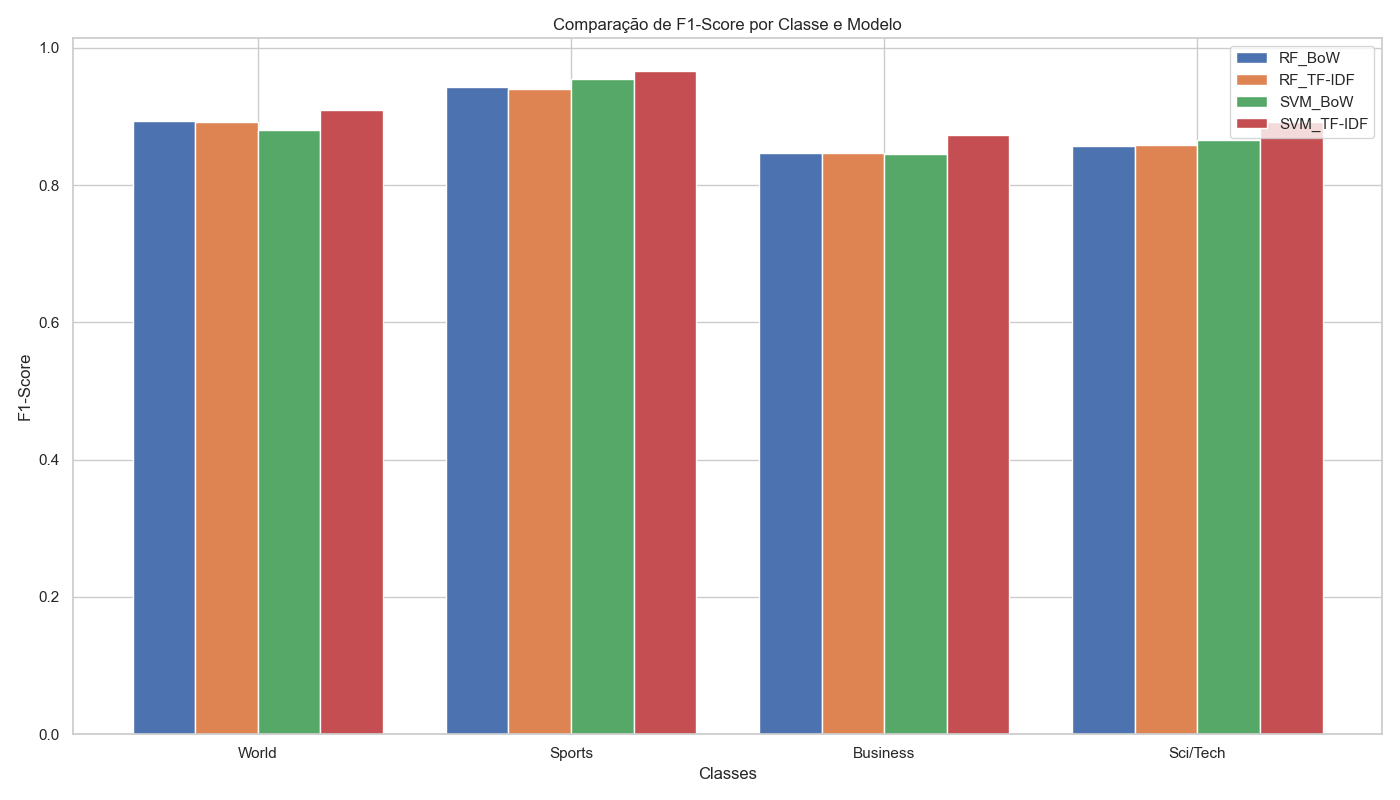 Comparação de F1-Score por Classe e Modelo
RF_BoW
RF_TF-IDF
SVM_BoW
SVM_TF-IDF
F1-Score
1.0
0.8
0.6
0.4
0.2
0.0
World
Sports
Business
Sci/Tech
Classes